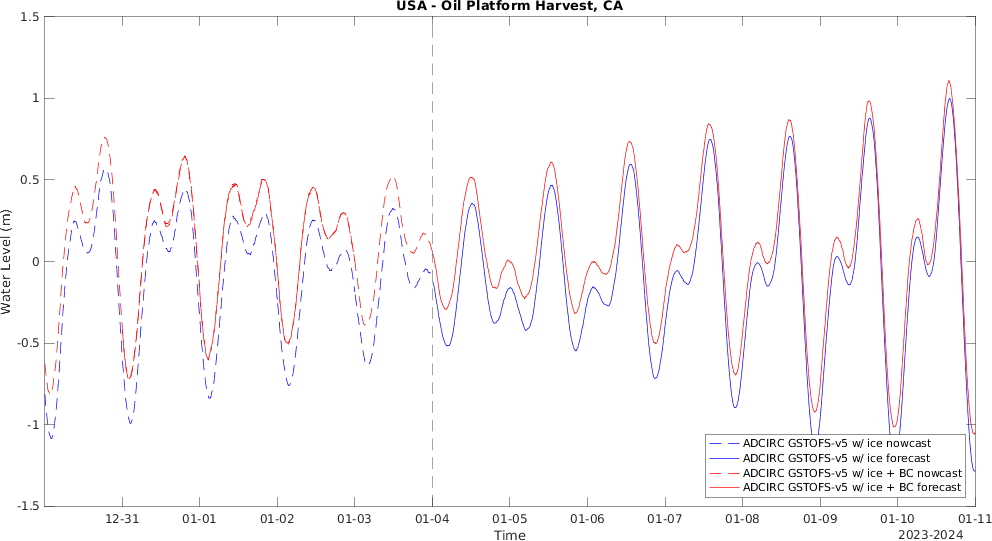 USA - Oil Platform Harvest, CA
Water Level (m)
1.5
1
0.5
0
-0.5
-1
-1.5
12-31
01-01
01-02
01-03
01-04
01-05
01-06
01-07
01-08
01-09
01-10
01-11
Time
2023-2024
ADCIRC GSTOFS-v5 w/ ice nowcast
ADCIRC GSTOFS-v5 w/ ice forecast
ADCIRC GSTOFS-v5 w/ ice + BC nowcast
ADCIRC GSTOFS-v5 w/ ice + BC forecast